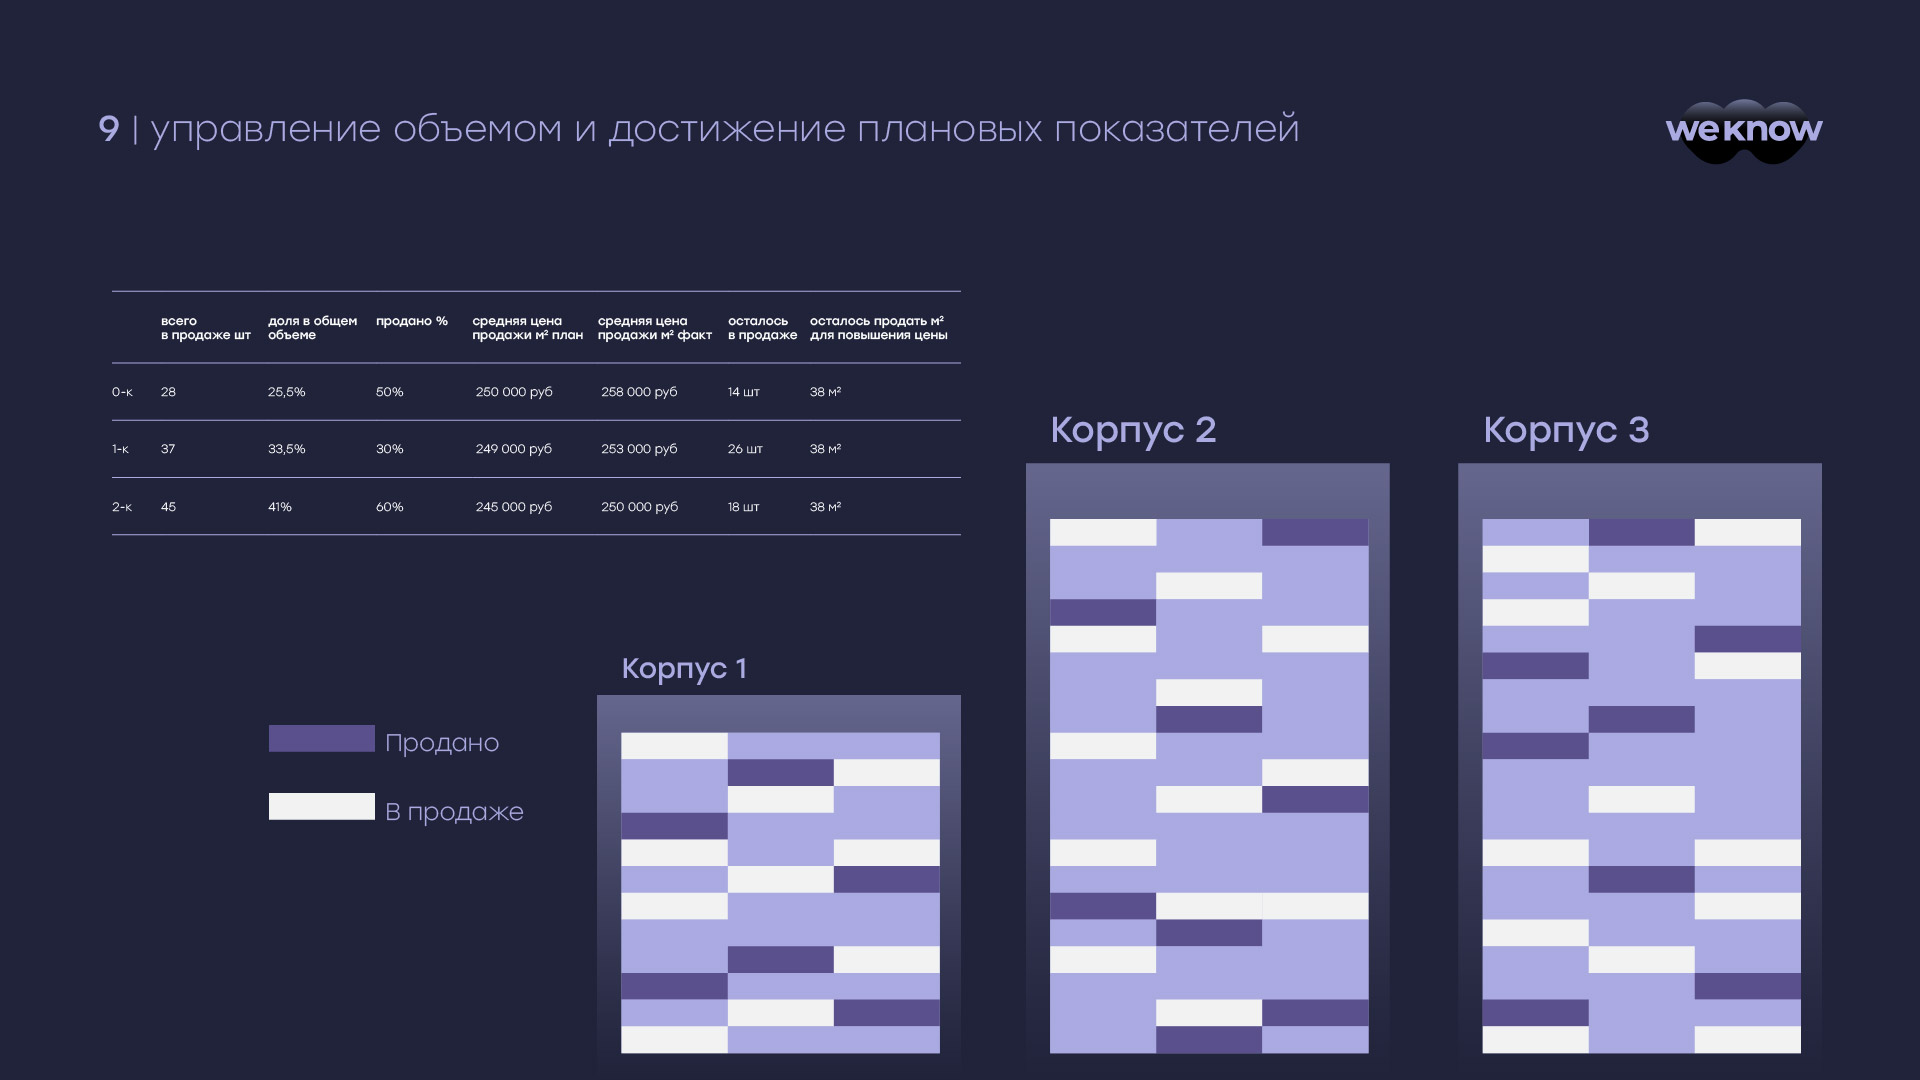 9 | управление объемом и достижение плановых показателей
weknow
всего
в продаже шт
доля в общем
объеме
продано %
средняя цена
продажи м² план
средняя цена
продажи м² факт
осталось
в продаже
осталось продать м²
для повышения цены
0-к 28 25,5% 50% 250 000 руб 258 000 руб 14 шт 38 м²
1-к 37 33,5% 30% 249 000 руб 253 000 руб 26 шт 38 м²
2-к 45 41% 60% 245 000 руб 250 000 руб 18 шт 38 м²
Корпус 2
Корпус 3
Корпус 1
Продано
В продаже